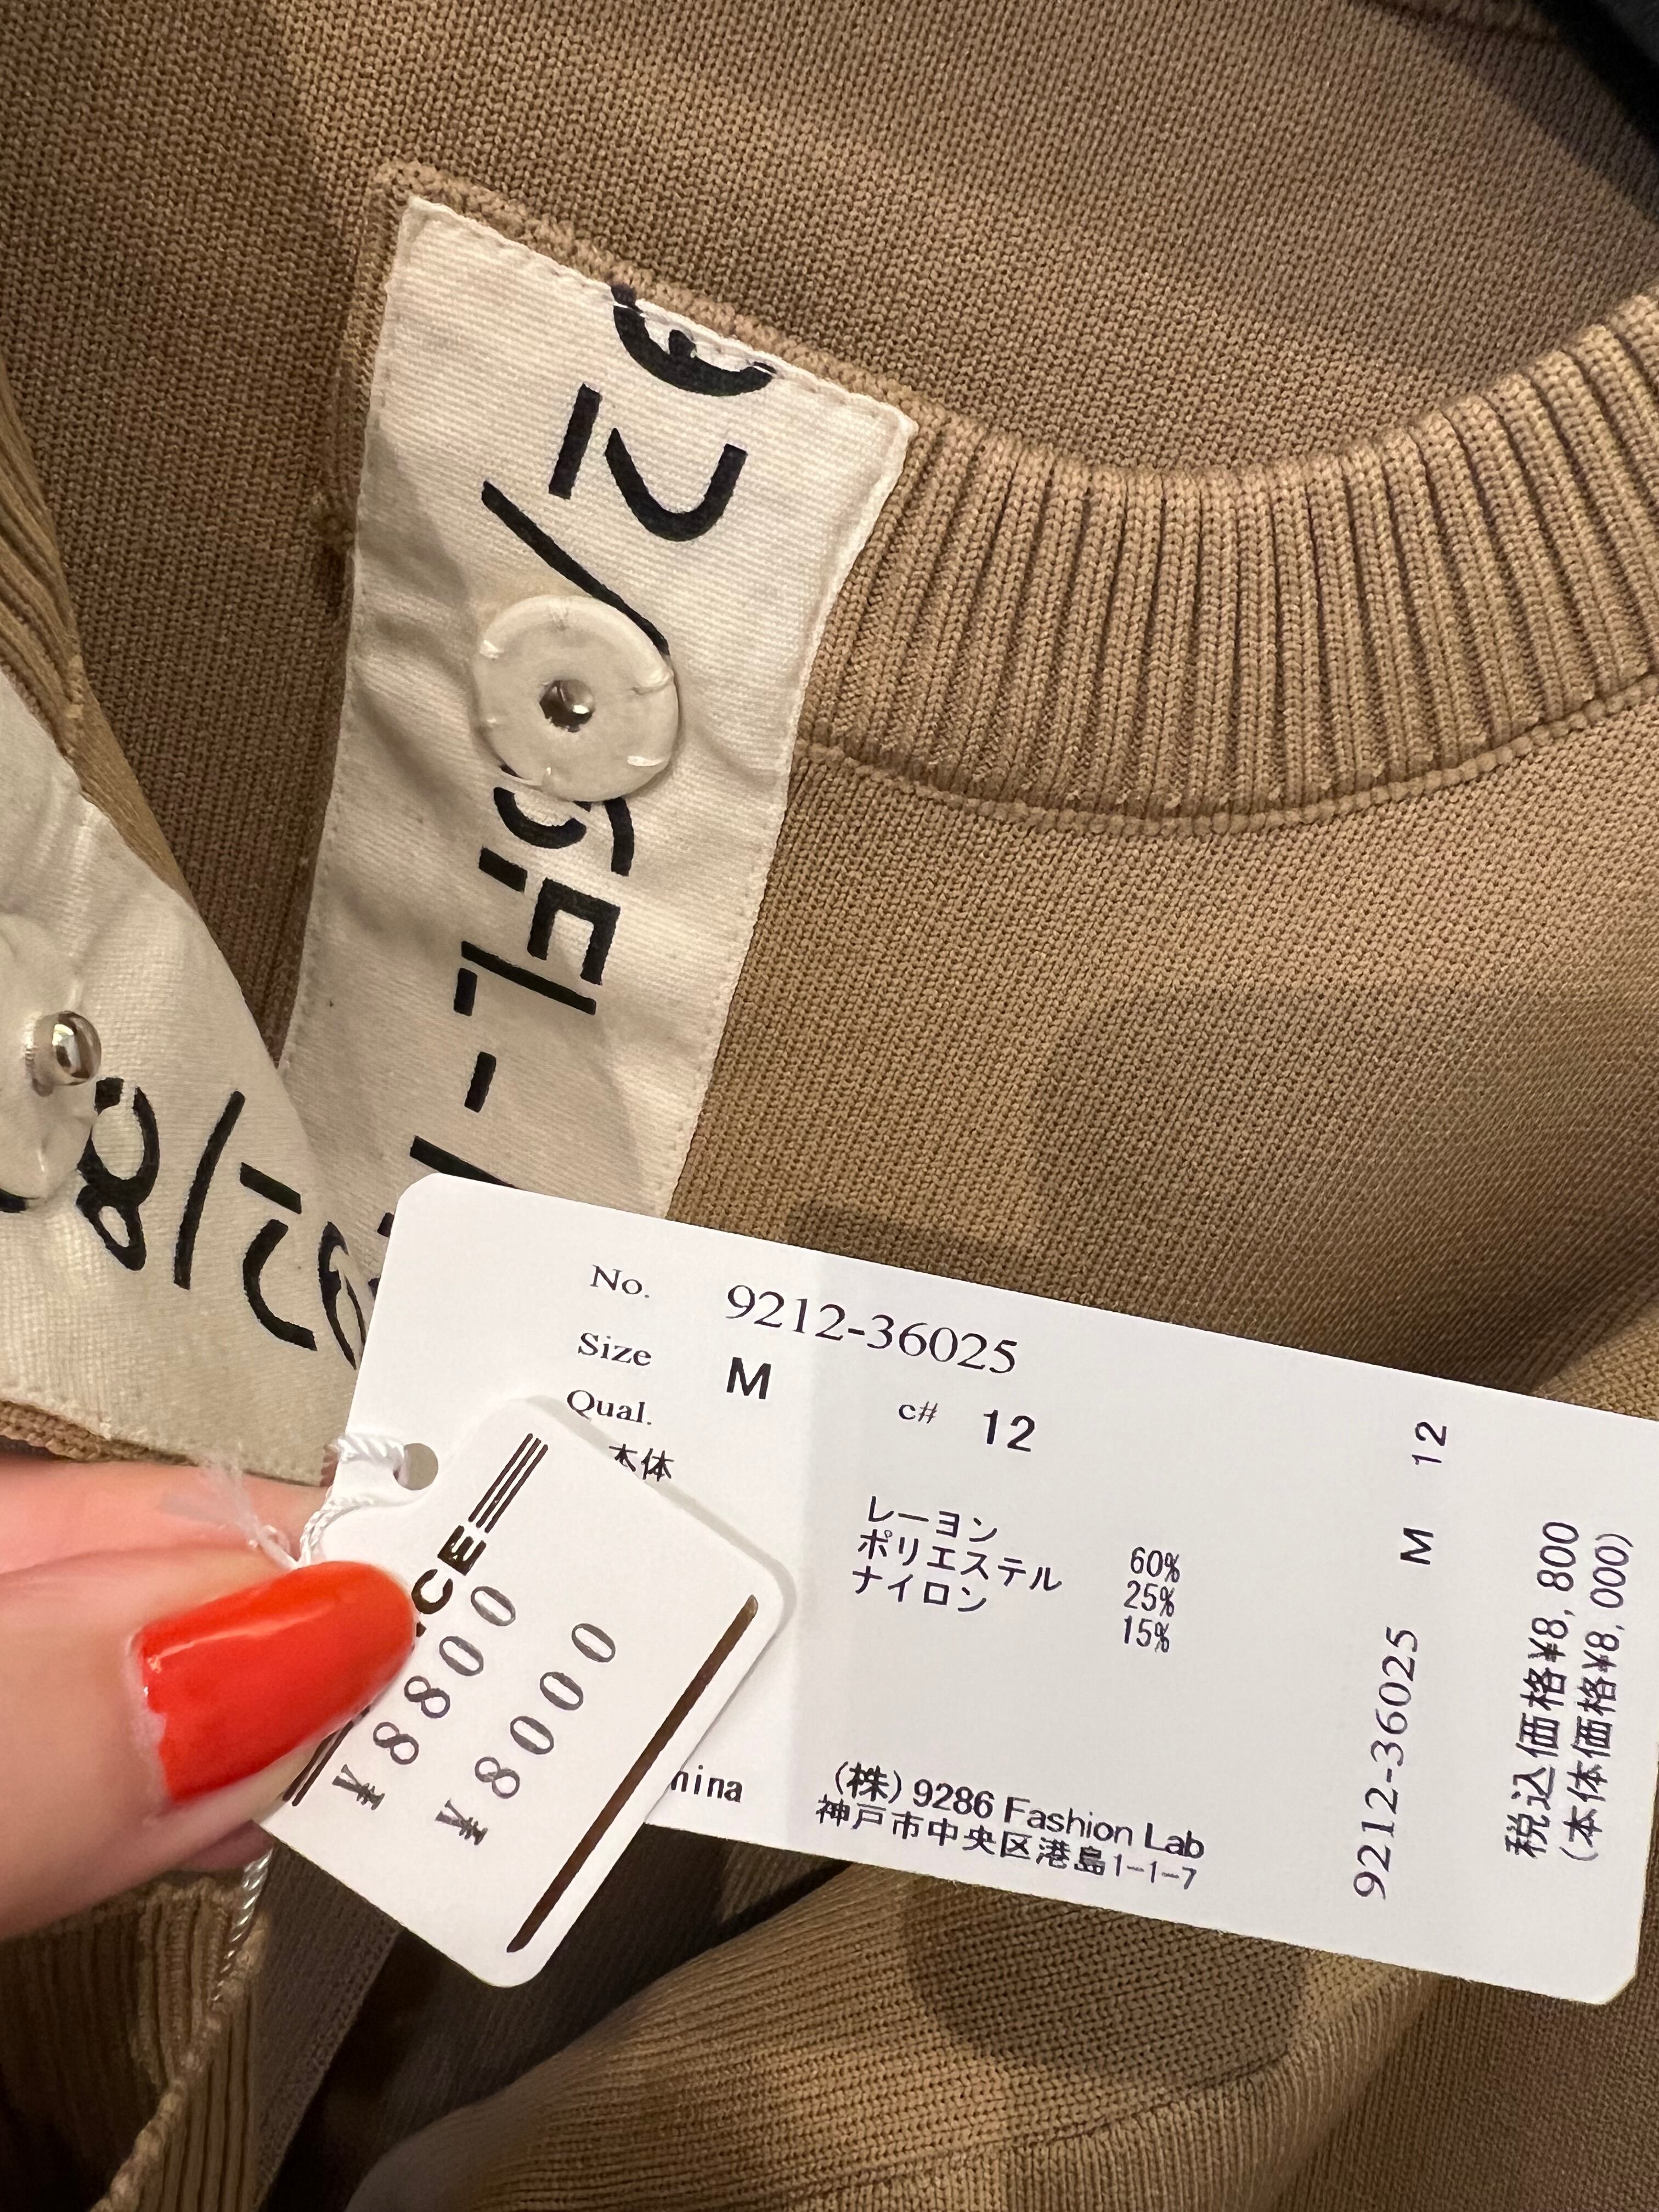 No. 9212-36025
Size M c# 12
Qual.
本体
レーヨン 60%
ポリエステル 25%
ナイロン 15%
(株) 9286 Fashion Lab
神戸市中央区港島1-1-7
9212-36025 M 12
税込価格¥8,800
(本体価格¥8,000)
¥8800
¥8000